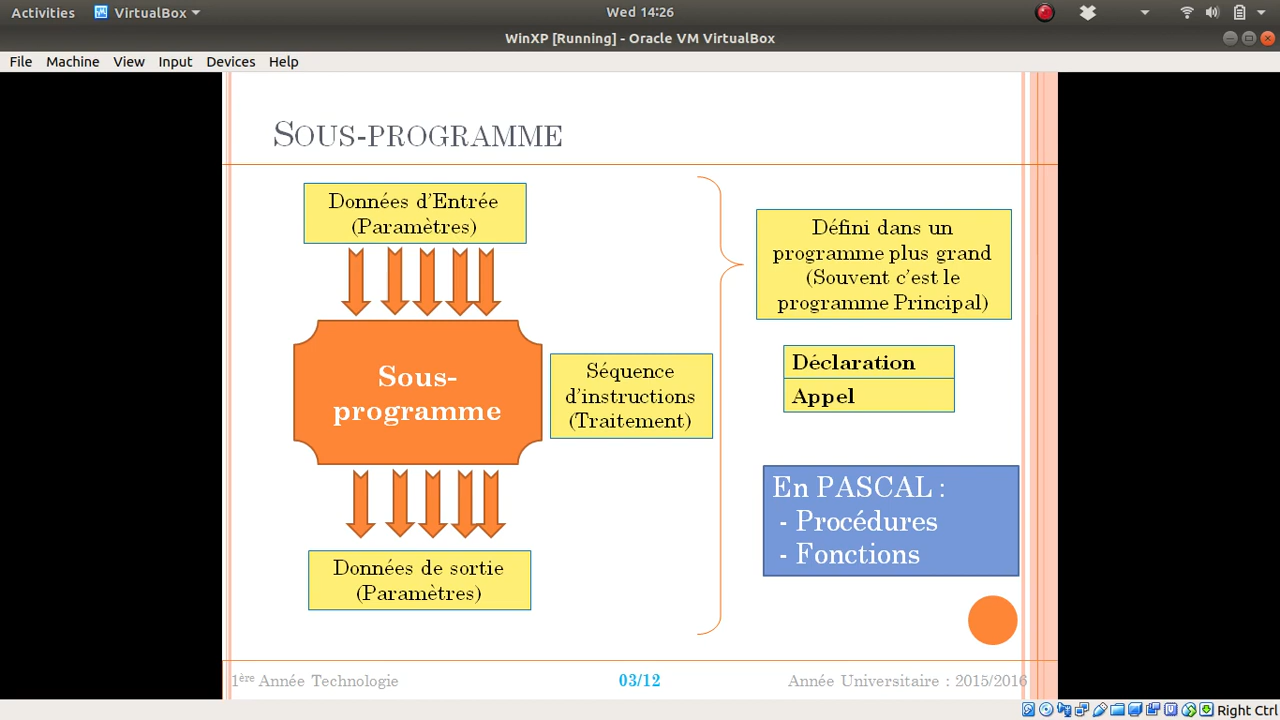 Activities VirtualBox Wed 14:26
WinXP [Running] - Oracle VM VirtualBox
File Machine View Input Devices Help
SOUS-PROGRAMME
Données d'Entrée
(Paramètres)
Défini dans un
programme plus grand
(Souvent c'est le
programme Principal)
Sous-
programme
Séquence
d'instructions
(Traitement)
Déclaration
Appel
En PASCAL :
- Procédures
- Fonctions
Données de sortie
(Paramètres)
1ère Année Technologie 03/12 Année Universitaire : 2015/2016
Right Ctrl